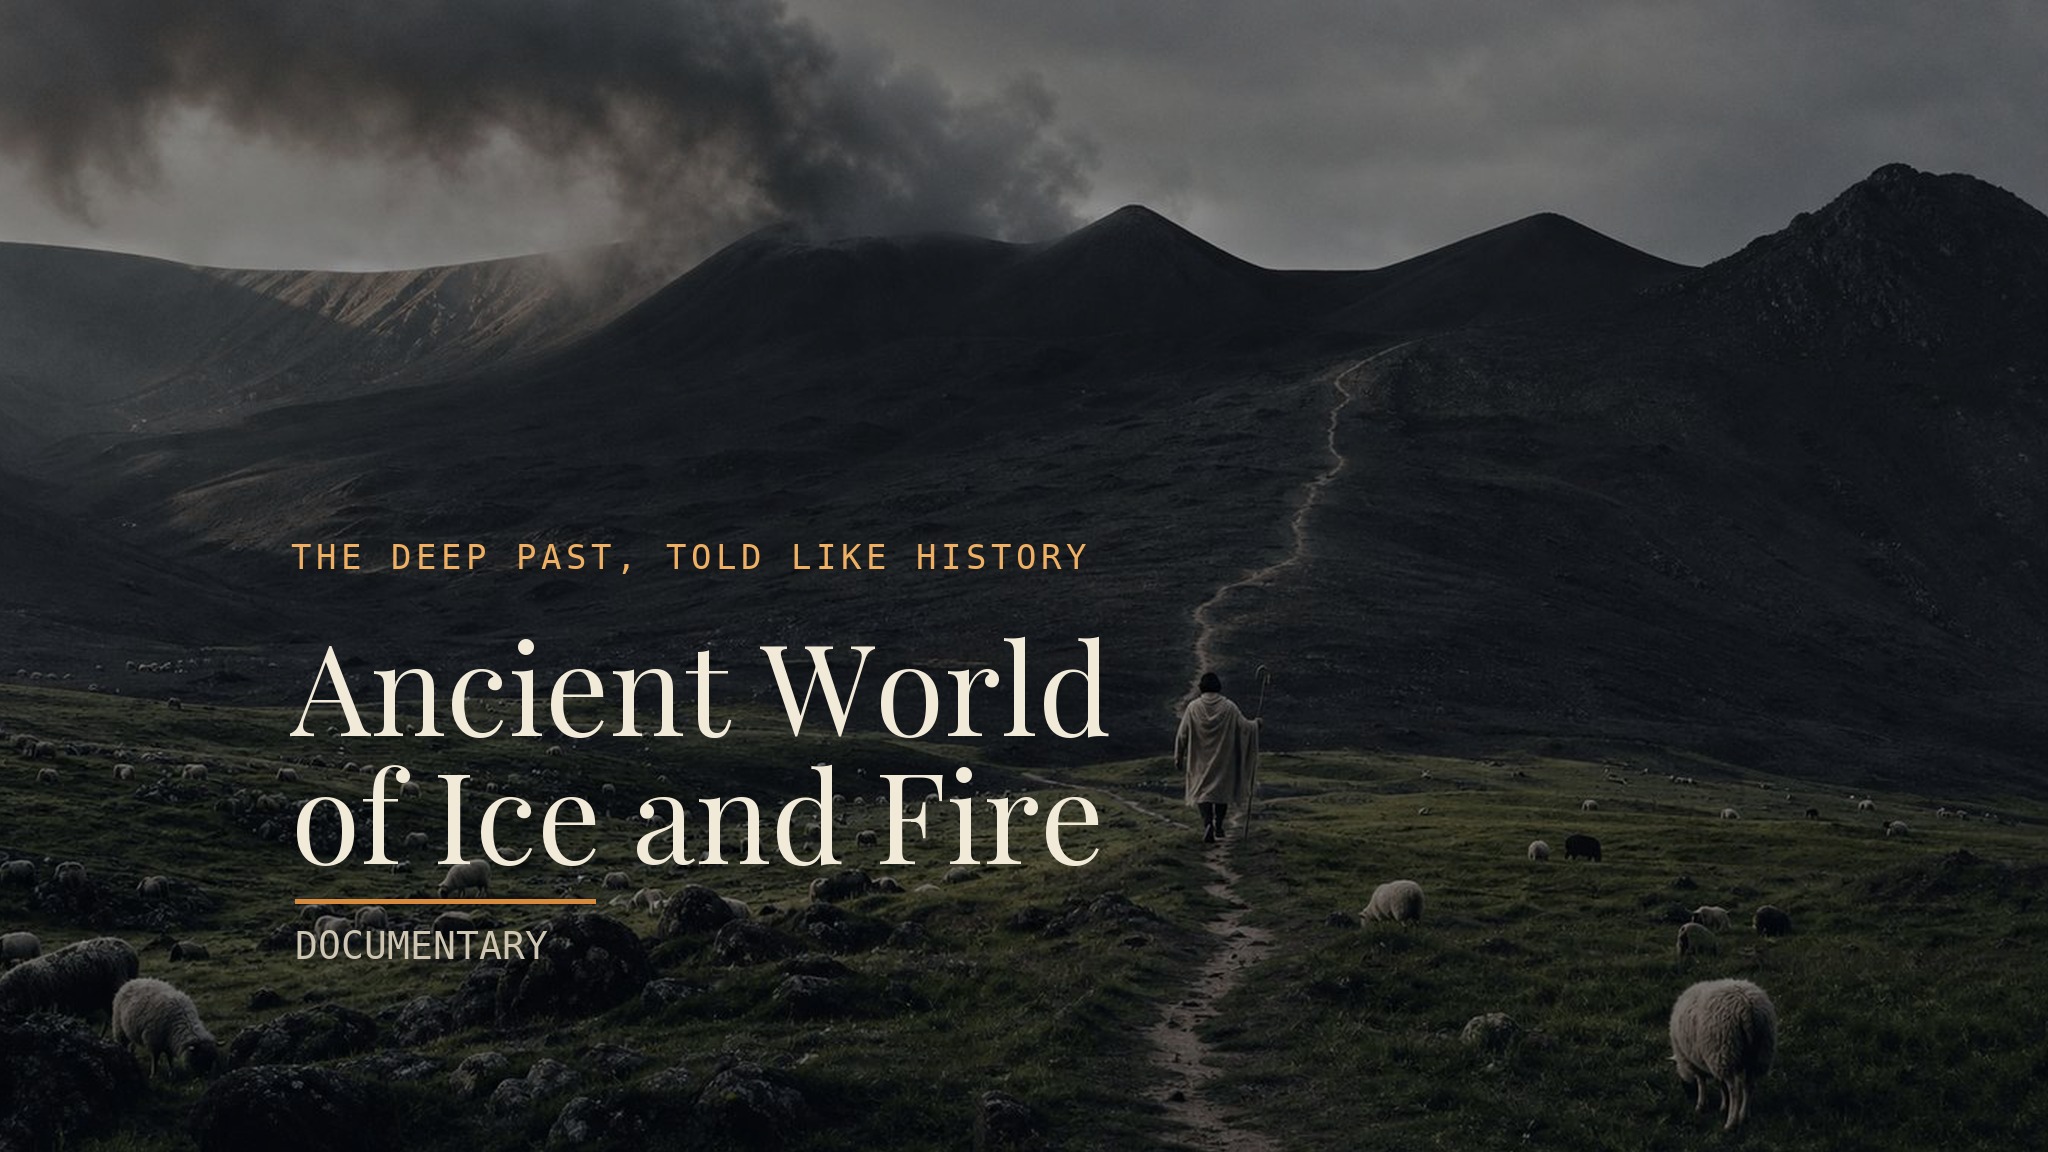 THE DEEP PAST, TOLD LIKE HISTORY
Ancient World
of Ice and Fire
DOCUMENTARY